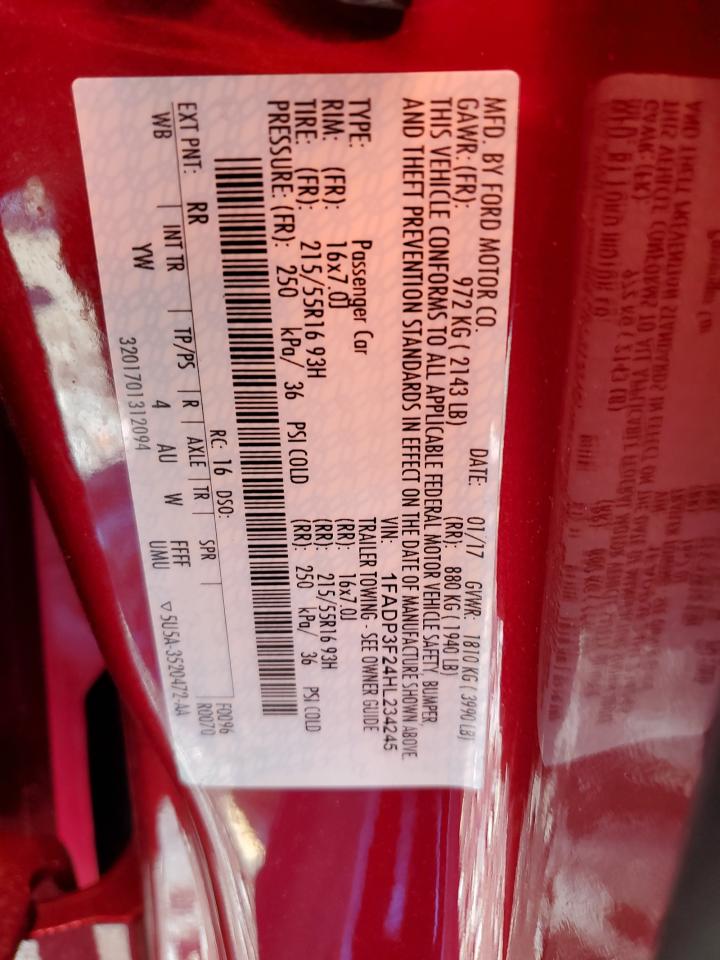 MFD. BY FORD MOTOR CO.
DATE: 01/17 GVWR: 1810 KG ( 3990 LB)
GAWR: (FR): 972 KG ( 2143 LB) (RR): 880 KG ( 1940 LB)
THIS VEHICLE CONFORMS TO ALL APPLICABLE FEDERAL MOTOR VEHICLE SAFETY, BUMPER,
AND THEFT PREVENTION STANDARDS IN EFFECT ON THE DATE OF MANUFACTURE SHOWN ABOVE.
VIN: 1FADP3F24HL234245
TYPE: Passenger Car TRAILER TOWING - SEE OWNER GUIDE
RIM: (FR): 16x7.0J (RR): 16x7.0J
TIRE: (FR): 215/55R16 93H (RR): 215/55R16 93H
PRESSURE: (FR): 250 kPa/ 36 PSI COLD (RR): 250 kPa/ 36 PSI COLD
F0096
RC: 16 DSO: R0070
EXT PNT: RR
WB INT TR TP/PS R AXLE TR SPR
YW 4 AU W FFFF
UMU ▽5U5A-3520472-AA
3201701312094